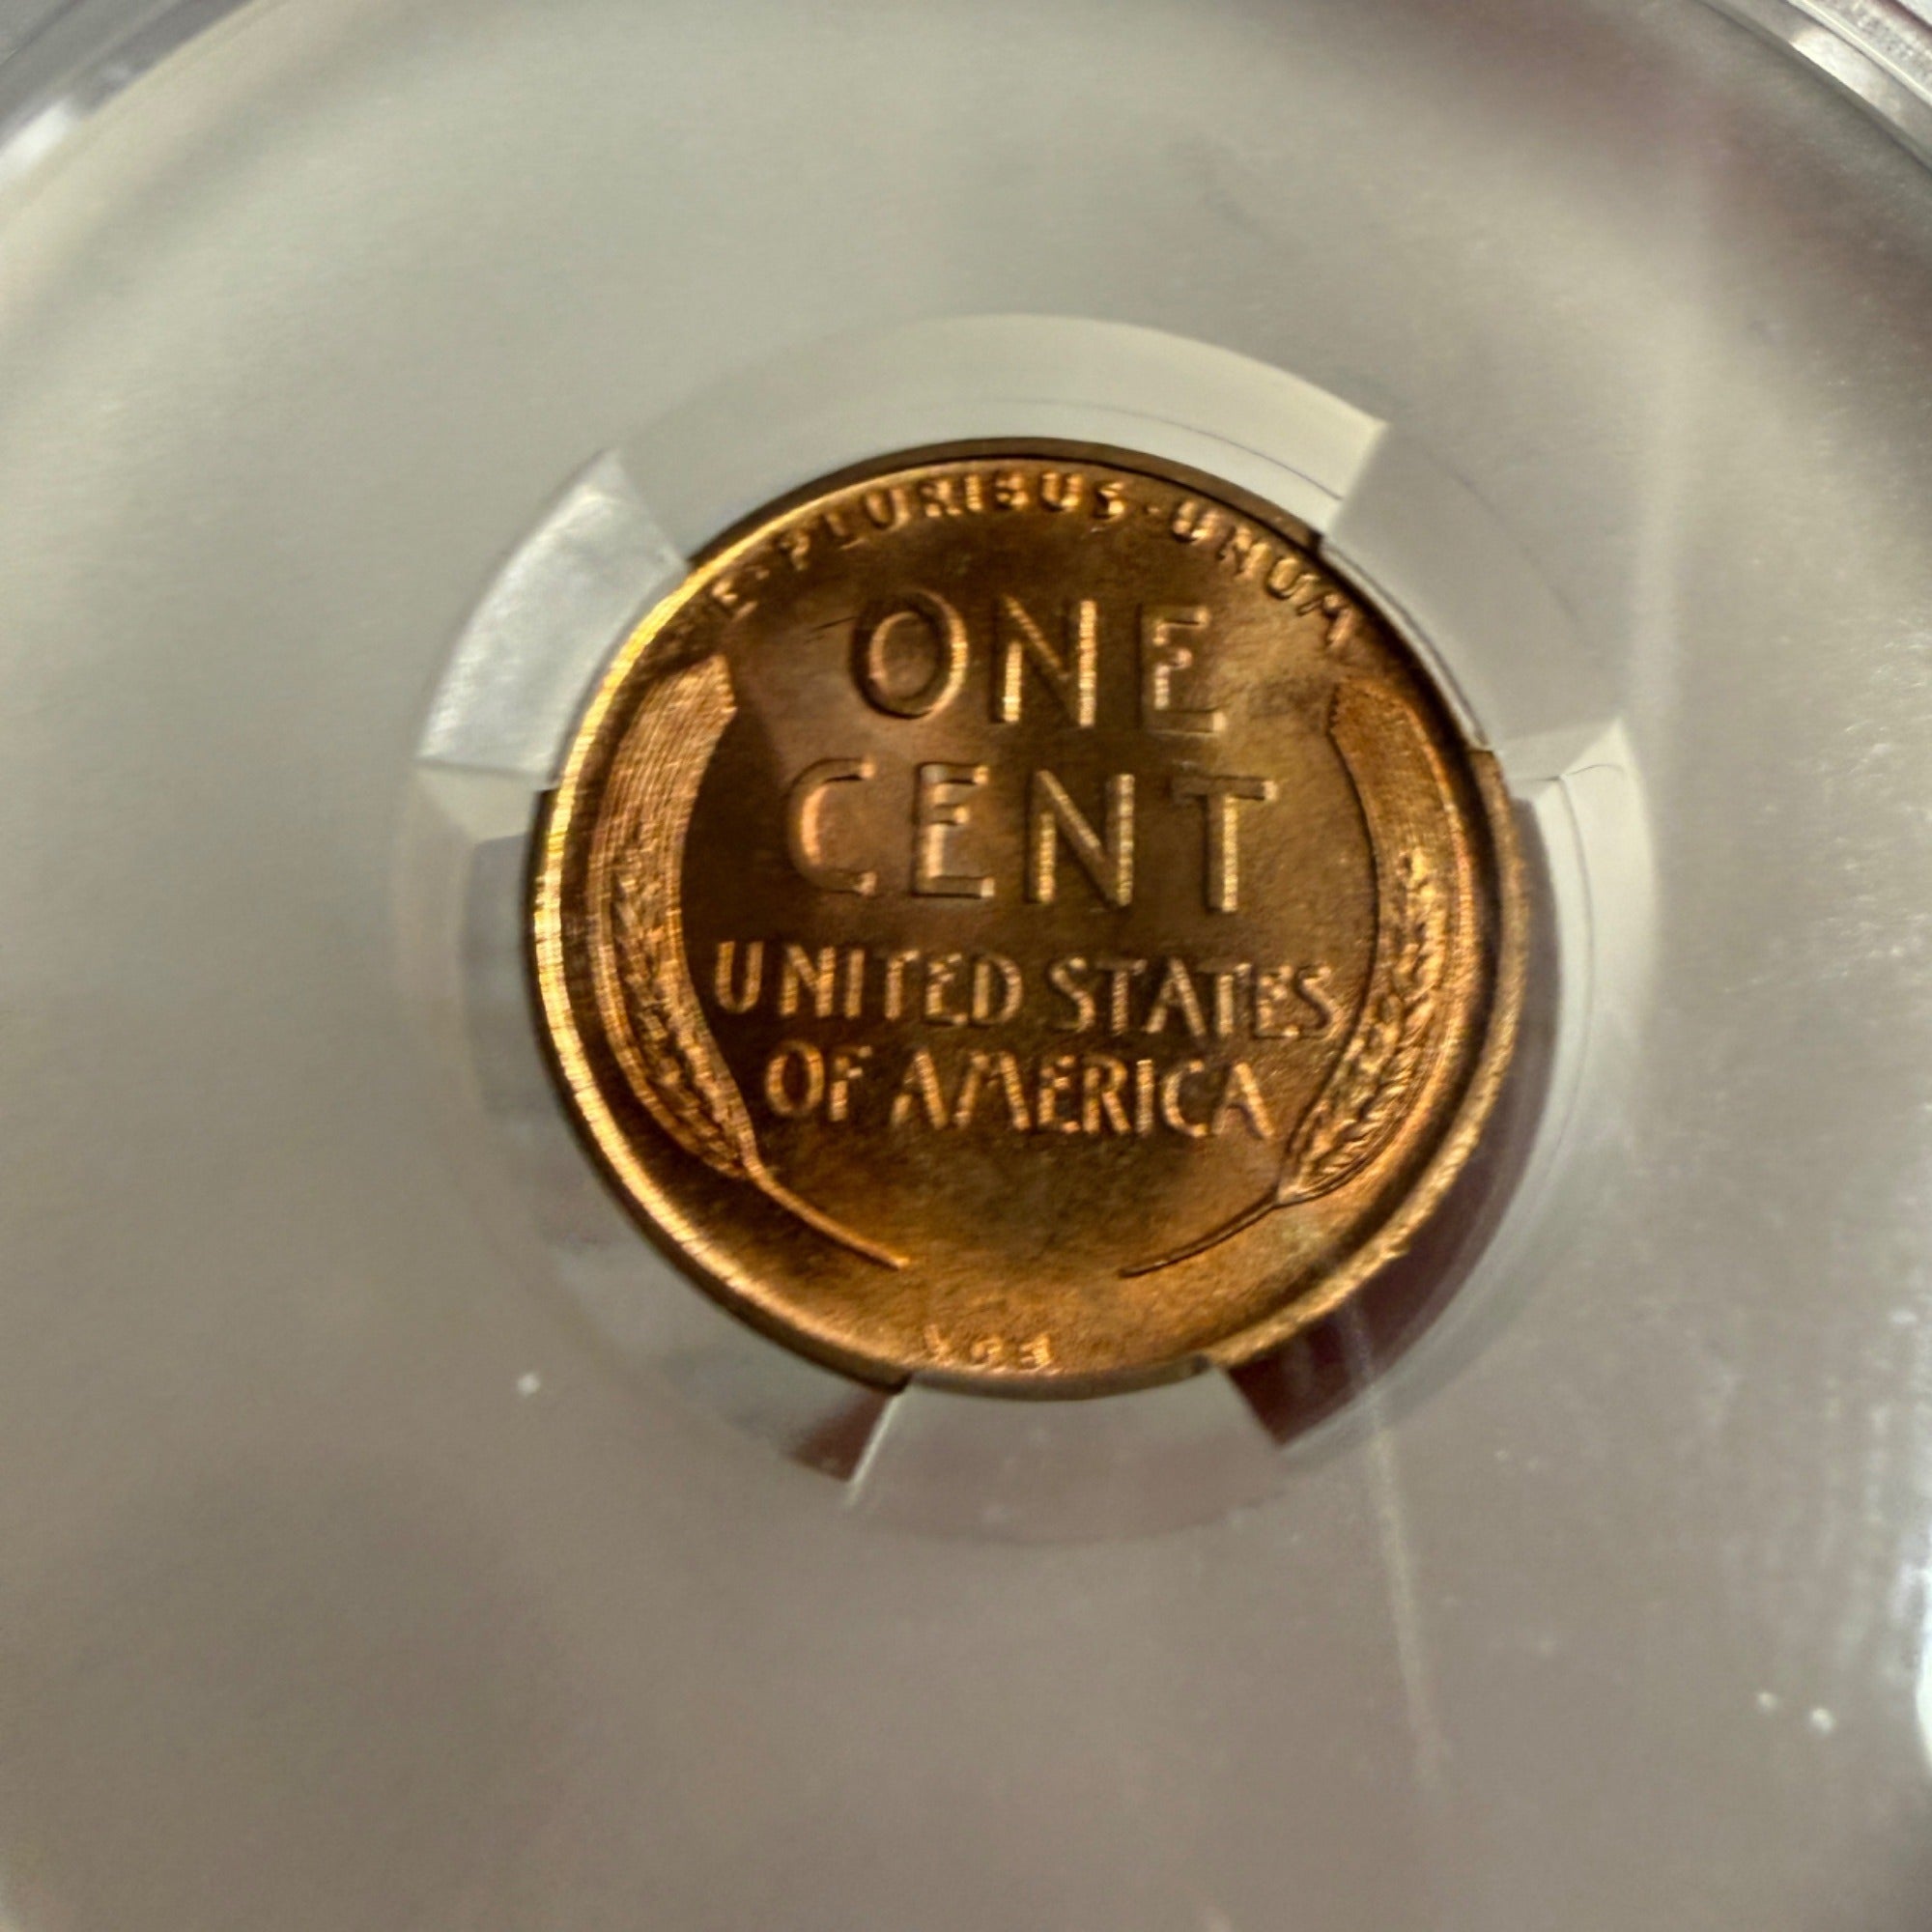 E·PLURIBUS·UNUM
ONE
CENT
UNITED STATES
OF AMERICA